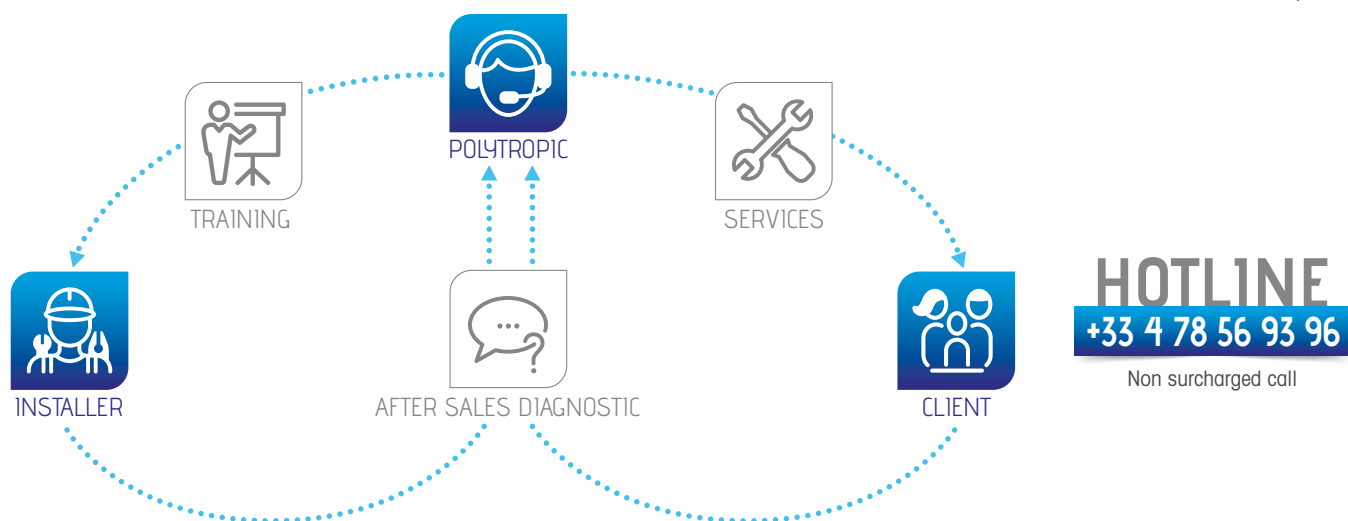 POLYTROPIC
TRAINING
SERVICES
INSTALLER
AFTER SALES DIAGNOSTIC
CLIENT
HOTLINE
+33 4 78 56 93 96
Non surcharged call